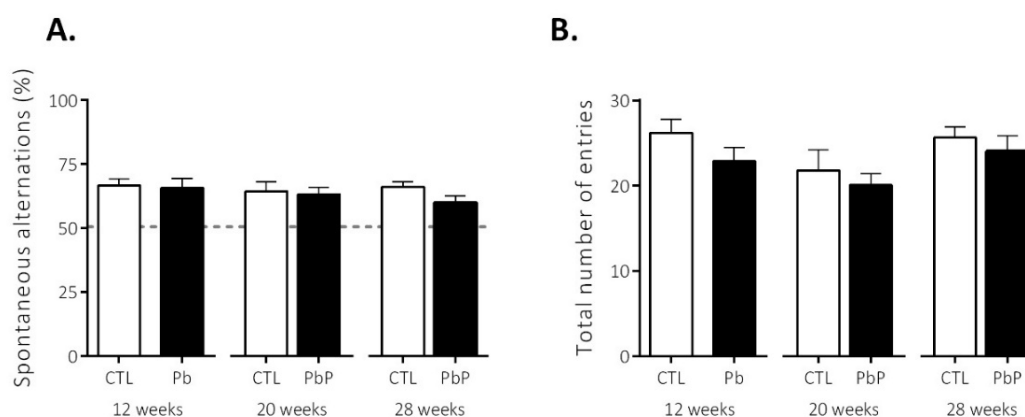 A.
Spontaneous alternations (%)
100
75
50
25
0
CTL Pb CTL PbP CTL PbP
12 weeks 20 weeks 28 weeks
B.
Total number of entries
30
20
10
0
CTL Pb CTL PbP CTL PbP
12 weeks 20 weeks 28 weeks